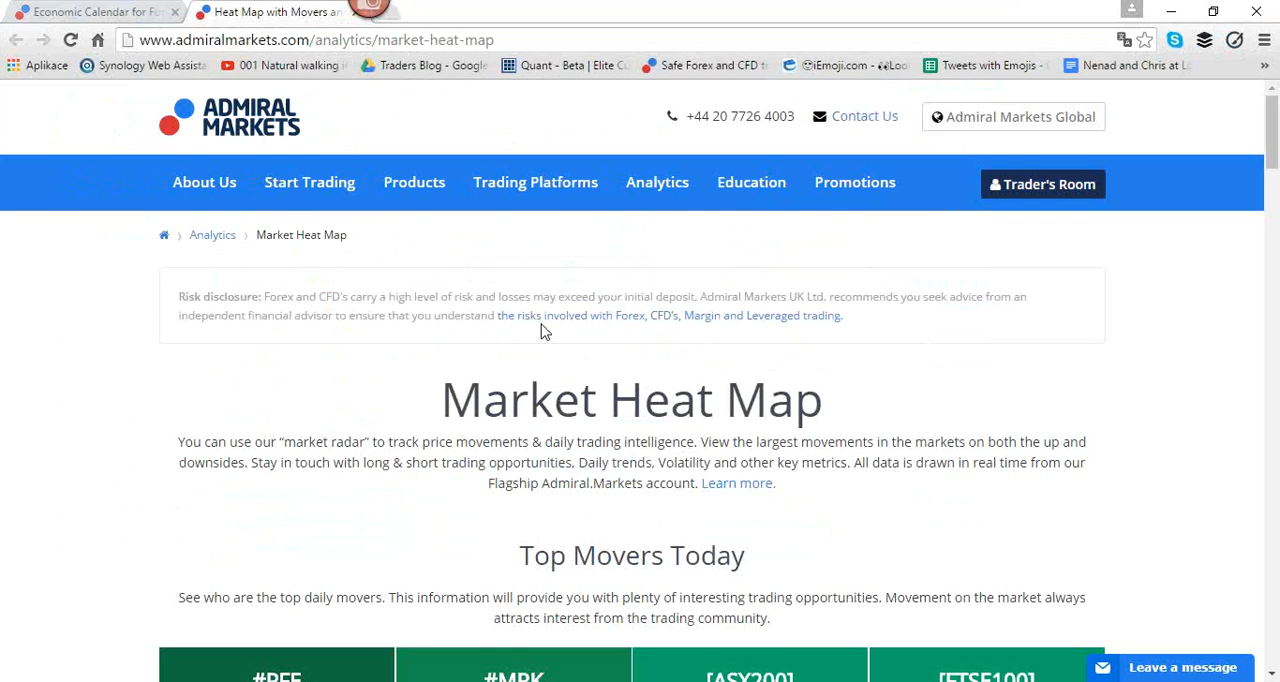 Economic Calendar for Fo
Heat Map with Movers an
www.admiralmarkets.com/analytics/market-heat-map
Aplikace
Synology Web Assista
001 Natural walking i
Traders Blog - Google
Quant - Beta | Elite Cu
Safe Forex and CFD t
iEmoji.com - 👀Loo
Tweets with Emojis -
Nenad and Chris at L
»
ADMIRAL
MARKETS
+44 20 7726 4003
Contact Us
Admiral Markets Global
About Us
Start Trading
Products
Trading Platforms
Analytics
Education
Promotions
Trader's Room
Analytics
Market Heat Map
Risk disclosure: Forex and CFD's carry a high level of risk and losses may exceed your initial deposit. Admiral Markets UK Ltd. recommends you seek advice from an
independent financial advisor to ensure that you understand the risks involved with Forex, CFD's, Margin and Leveraged trading.
Market Heat Map
You can use our “market radar” to track price movements & daily trading intelligence. View the largest movements in the markets on both the up and
downsides. Stay in touch with long & short trading opportunities, Daily trends, Volatility and other key metrics. All data is drawn in real time from our
Flagship Admiral.Markets account. Learn more.
Top Movers Today
See who are the top daily movers. This information will provide you with plenty of interesting trading opportunities. Movement on the market always
attracts interest from the trading community.
#PFE
#MRK
[ASX200]
[FTSE100]
Leave a message